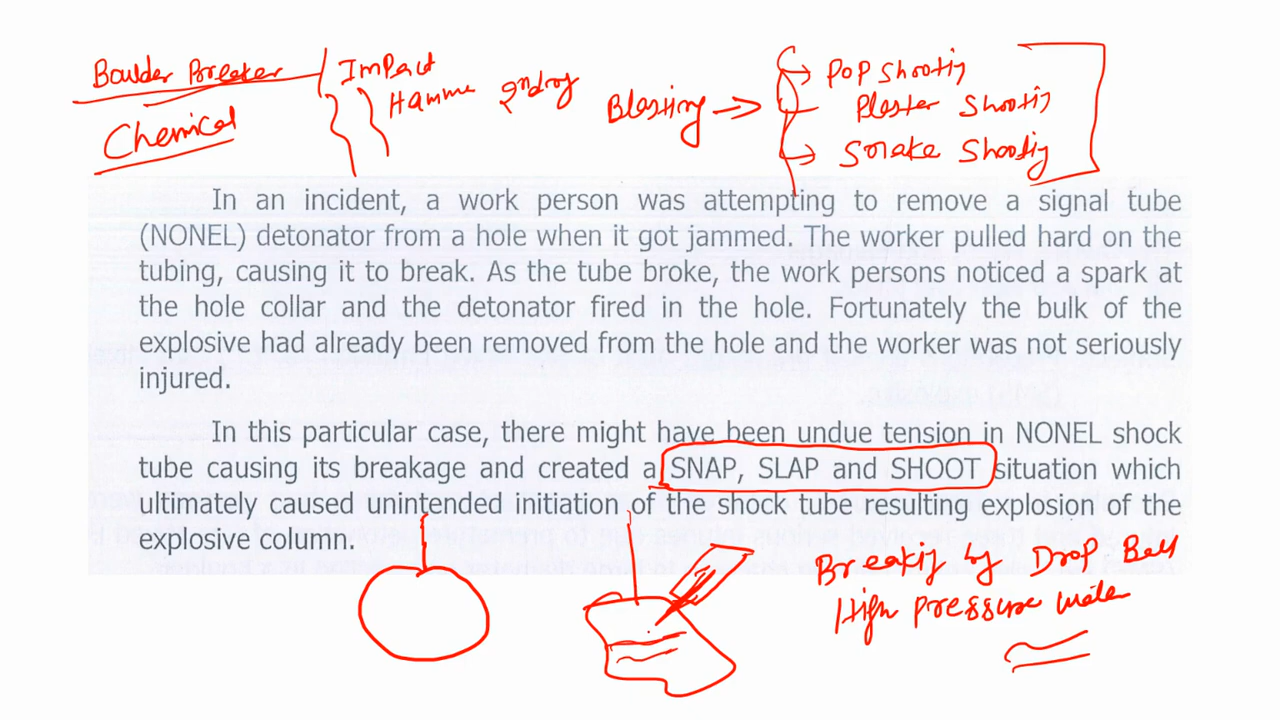 Boulder Breaker Impact
Hamme 2ndry
Chemical
Blasting → Pop Shooting
Plaster Shooting
Snake Shooting
In an incident, a work person was attempting to remove a signal tube
(NONEL) detonator from a hole when it got jammed. The worker pulled hard on the
tubing, causing it to break. As the tube broke, the work persons noticed a spark at
the hole collar and the detonator fired in the hole. Fortunately the bulk of the
explosive had already been removed from the hole and the worker was not seriously
injured.
In this particular case, there might have been undue tension in NONEL shock
tube causing its breakage and created a SNAP, SLAP and SHOOT situation which
ultimately caused unintended initiation of the shock tube resulting explosion of the
explosive column.
Breaking by Drop Ball
High Pressure water